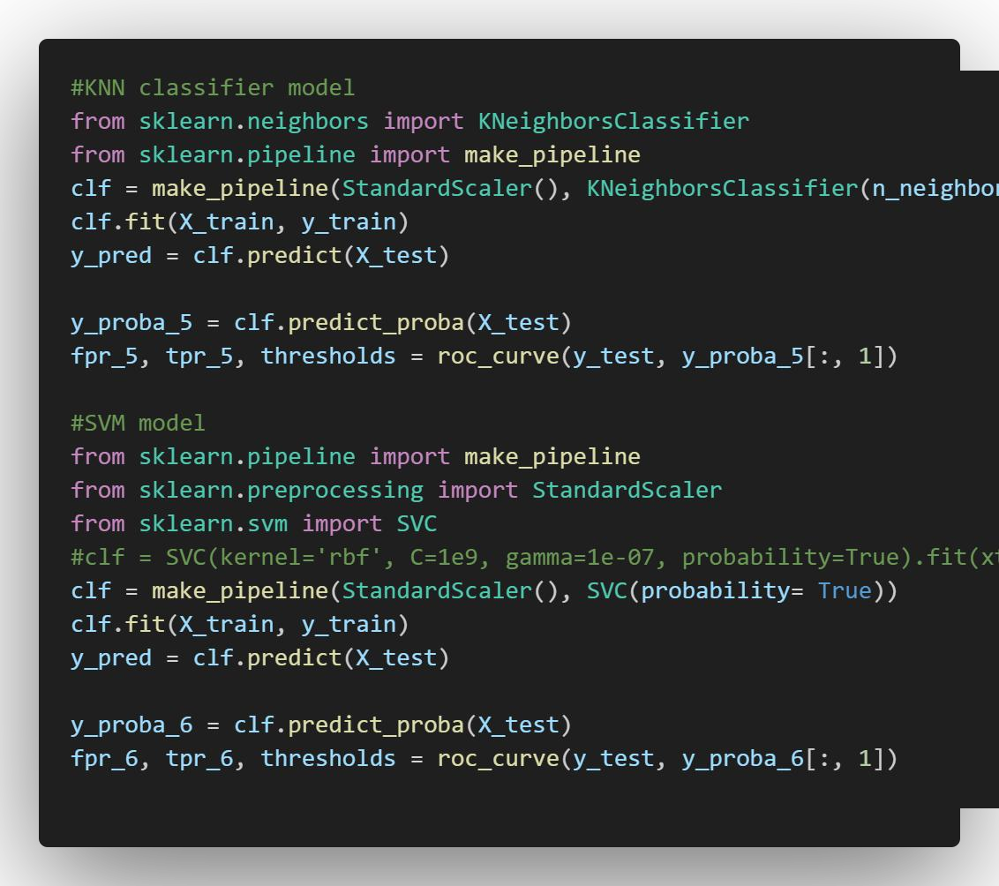 #KNN classifier model
from sklearn.neighbors import KNeighborsClassifier
from sklearn.pipeline import make_pipeline
clf = make_pipeline(StandardScaler(), KNeighborsClassifier(
clf.fit(X_train, y_train)
y_pred = clf.predict(X_test)
y_proba_5 = clf.predict_proba(X_test)
fpr_5, tpr_5, thresholds = roc_curve(y_test, y_proba_5[:, 1])
#SVM model
from sklearn.pipeline import make_pipeline
from sklearn.preprocessing import StandardScaler
from sklearn.svm import SVC
#clf = SVC(kernel='rbf', C=1e9, gamma=1e-07, probability=True).fit(
clf = make_pipeline(StandardScaler(), SVC(probability= True))
clf.fit(X_train, y_train)
y_pred = clf.predict(X_test)
y_proba_6 = clf.predict_proba(X_test)
fpr_6, tpr_6, thresholds = roc_curve(y_test, y_proba_6[:, 1])